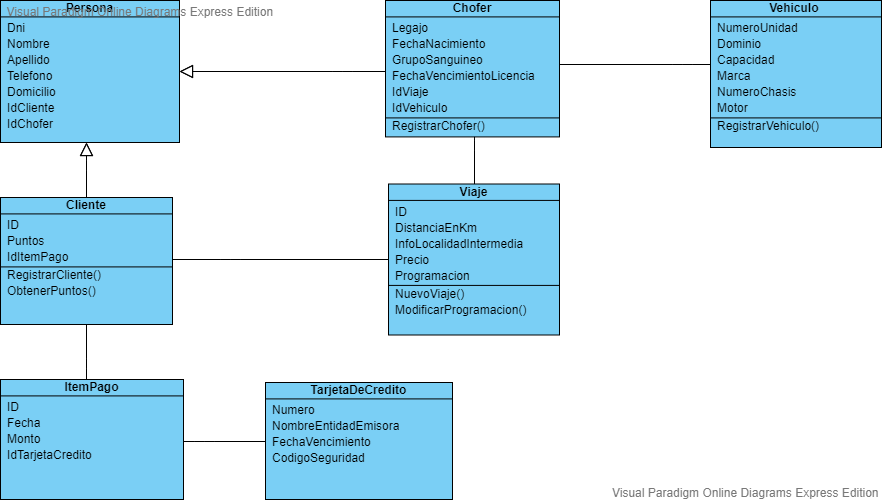 Persona
Visual Paradigm Online Diagrams Express Edition
Dni
Nombre
Apellido
Telefono
Domicilio
IdCliente
IdChofer
Chofer
Legajo
FechaNacimiento
GrupoSanguineo
FechaVencimientoLicencia
IdViaje
IdVehiculo
RegistrarChofer()
Vehiculo
NumeroUnidad
Dominio
Capacidad
Marca
NumeroChasis
Motor
RegistrarVehiculo()
Cliente
ID
Puntos
IdItemPago
RegistrarCliente()
ObtenerPuntos()
Viaje
ID
DistanciaEnKm
InfoLocalidadIntermedia
Precio
Programacion
NuevoViaje()
ModificarProgramacion()
ItemPago
ID
Fecha
Monto
IdTarjetaCredito
TarjetaDeCredito
Numero
NombreEntidadEmisora
FechaVencimiento
CodigoSeguridad
Visual Paradigm Online Diagrams Express Edition